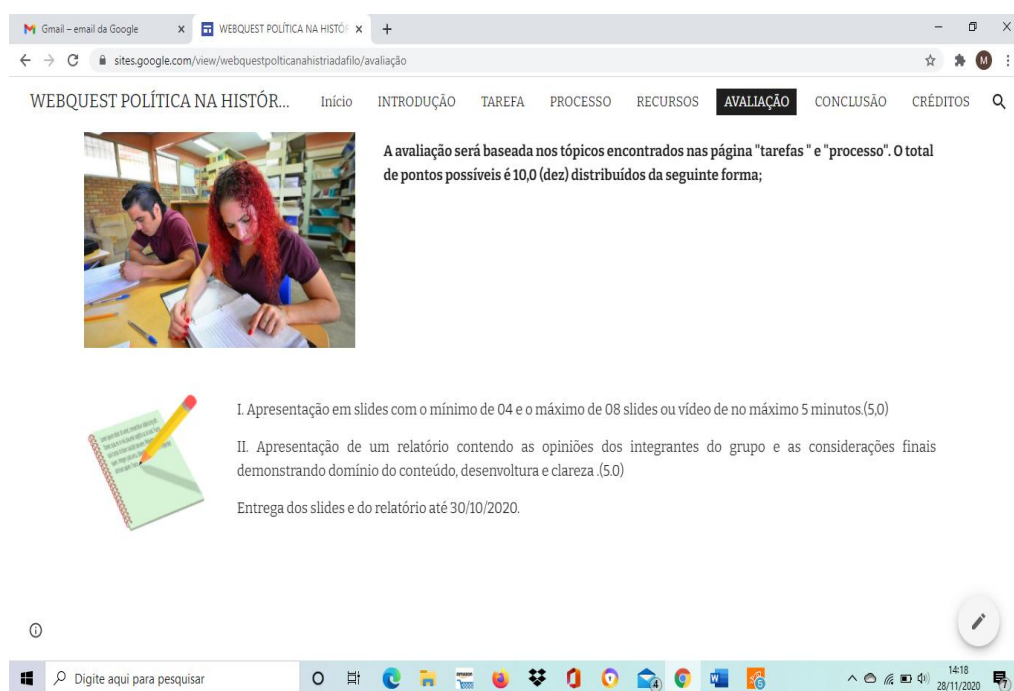 Gmail – email da Google
WEBQUEST POLÍTICA NA HISTÓR
sites.google.com/view/webquestpolticanahistriadafilo/avaliação
M
WEBQUEST POLÍTICA NA HISTÓR...
Início
INTRODUÇÃO
TAREFA
PROCESSO
RECURSOS
AVALIAÇÃO
CONCLUSÃO
CRÉDITOS
A avaliação será baseada nos tópicos encontrados nas página "tarefas " e "processo". O total
de pontos possíveis é 10,0 (dez) distribuídos da seguinte forma;
I. Apresentação em slides com o mínimo de 04 e o máximo de 08 slides ou vídeo de no máximo 5 minutos.(5,0)
II. Apresentação de um relatório contendo as opiniões dos integrantes do grupo e as considerações finais
demonstrando domínio do conteúdo, desenvoltura e clareza .(5.0)
Entrega dos slides e do relatório até 30/10/2020.
Digite aqui para pesquisar
amazon
4
6
14:18
28/11/2020
7